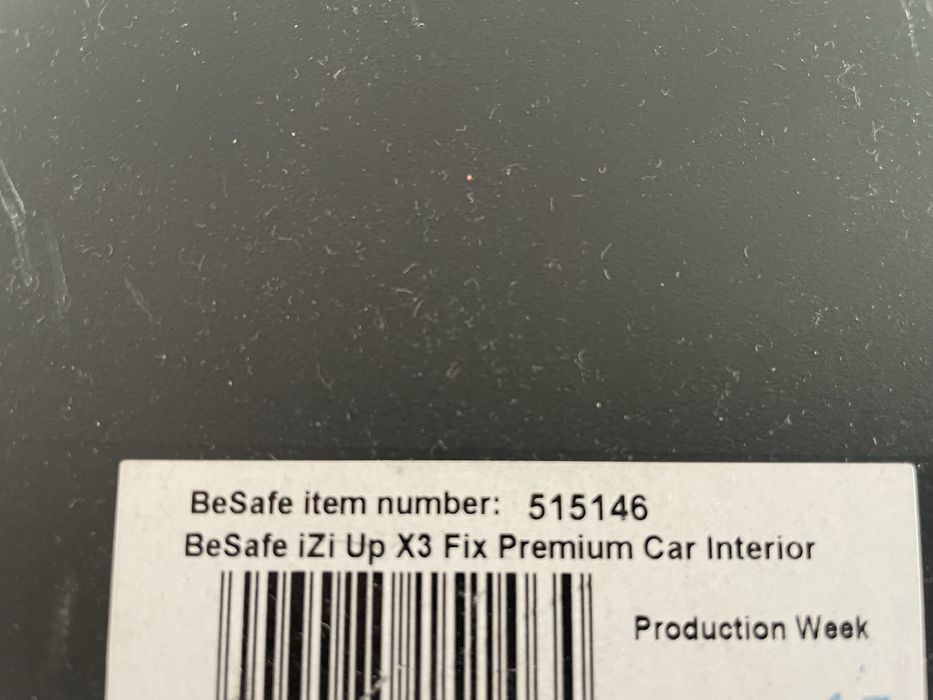 BeSafe item number: 515146
BeSafe iZi Up X3 Fix Premium Car Interior
Production Week